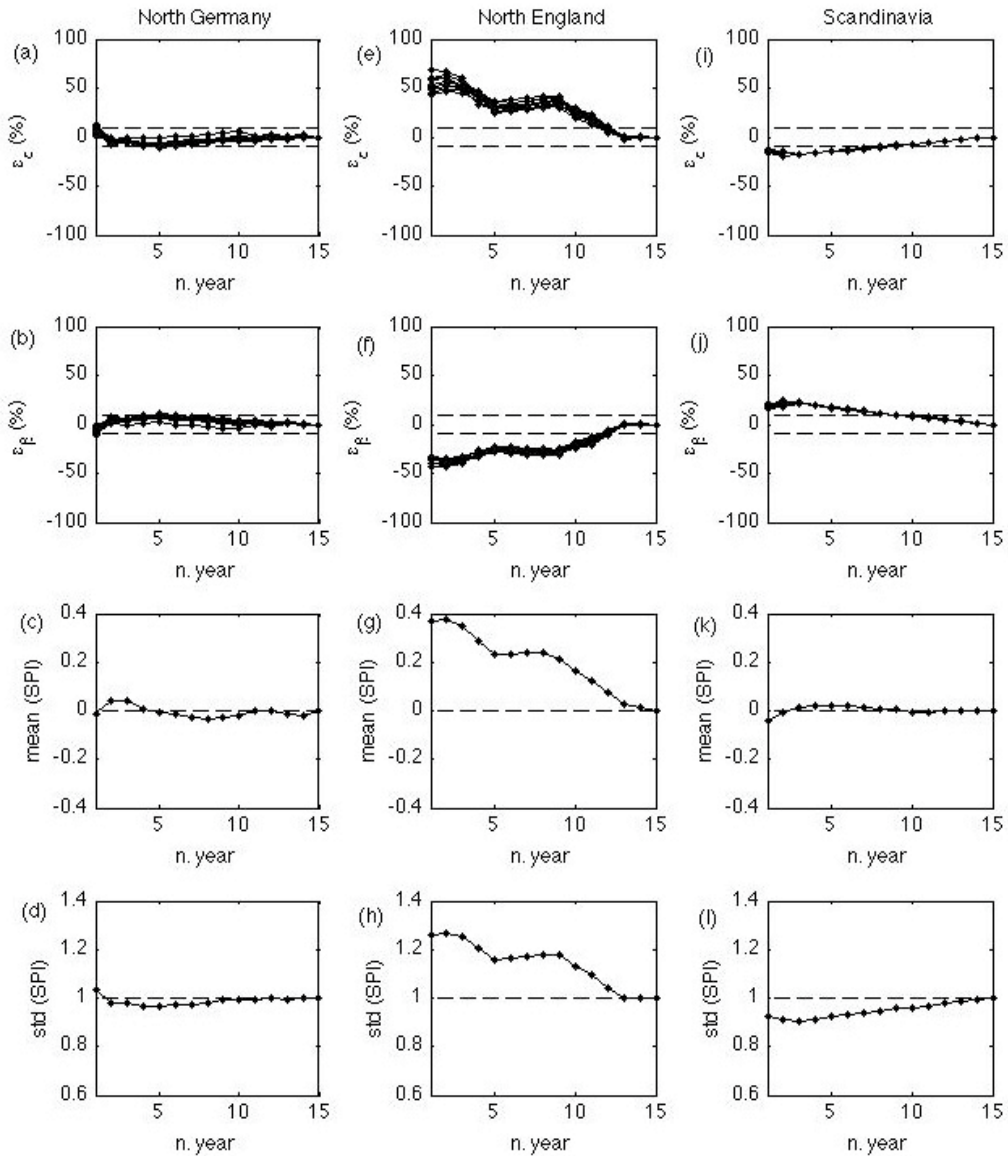 North Germany
North England
Scandinavia
(a)
(e)
(i)
100
50
0
-50
-100
ε_c (%)
5 10 15
n. year
100
50
0
-50
-100
ε_c (%)
5 10 15
n. year
100
50
0
-50
-100
ε_c (%)
5 10 15
n. year
(b)
(f)
(j)
100
50
0
-50
-100
ε_β (%)
5 10 15
n. year
100
50
0
-50
-100
ε_β (%)
5 10 15
n. year
100
50
0
-50
-100
ε_β (%)
5 10 15
n. year
(c)
(g)
(k)
0.4
0.2
0
-0.2
-0.4
mean (SPI)
5 10 15
n. year
0.4
0.2
0
-0.2
-0.4
mean (SPI)
5 10 15
n. year
0.4
0.2
0
-0.2
-0.4
mean (SPI)
5 10 15
n. year
(d)
(h)
(l)
1.4
1.2
1
0.8
0.6
std (SPI)
5 10 15
n. year
1.4
1.2
1
0.8
0.6
std (SPI)
5 10 15
n. year
1.4
1.2
1
0.8
0.6
std (SPI)
5 10 15
n. year